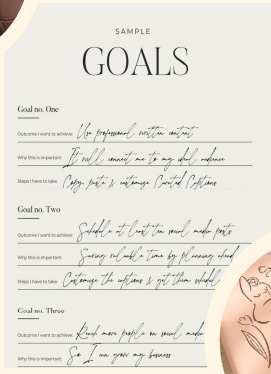 SAMPLE
GOALS
Goal no. One
Outcome I want to achieve: Use professional written content
Why this is important: It will connect me to my ideal audience
Steps I have to take: Copy, paste & customise Curated Captions
Goal no. Two
Outcome I want to achieve: Schedule at least ten social media posts
Why this is important: Saving valuable time by planning ahead
Steps I have to take: Customise the captions & get them
Goal no. Three
Outcome I want to achieve: Reach more people on social media
Why this is important: So I can grow my business